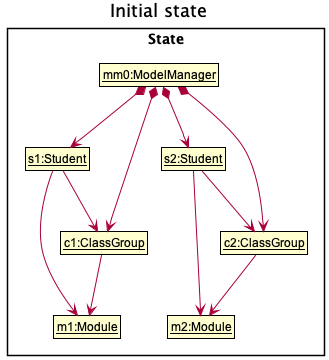 Initial state
State
mm0:ModelManager
s1:Student
s2:Student
c1:ClassGroup
c2:ClassGroup
m1:Module
m2:Module